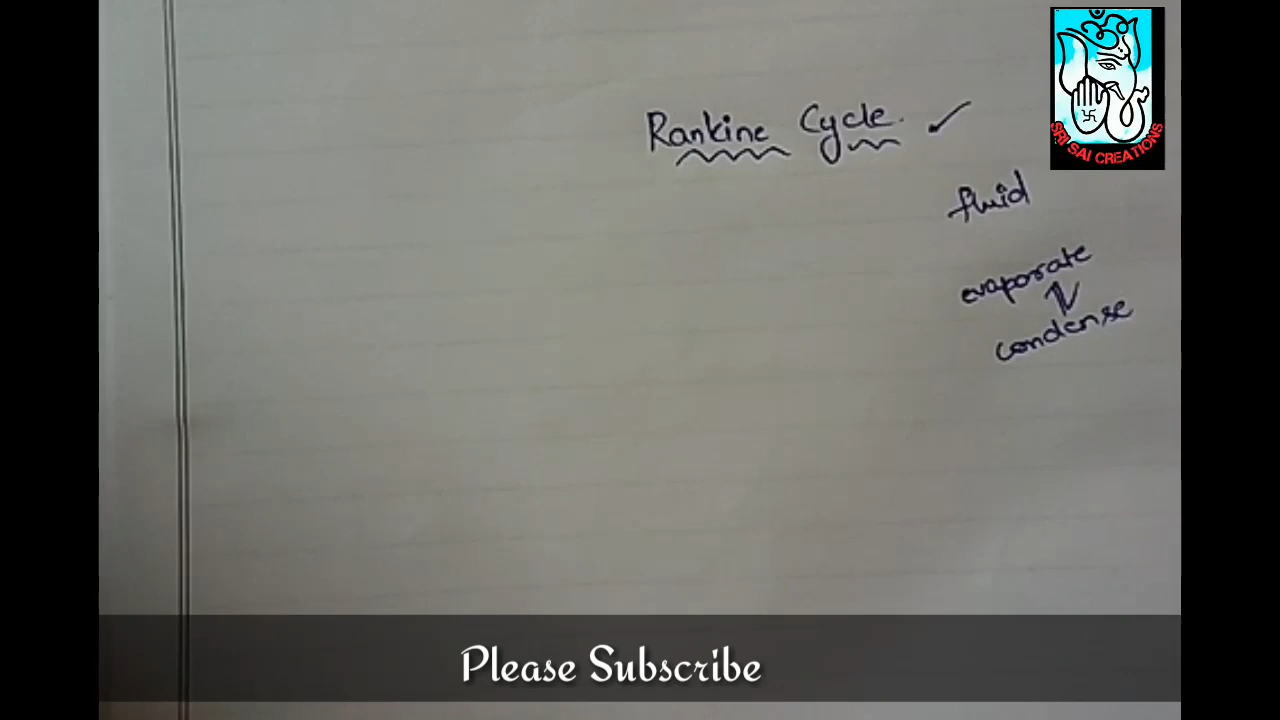 Rankine Cycle.
fluid
evaporate
condense
SRI SAI CREATIONS
Please Subscribe